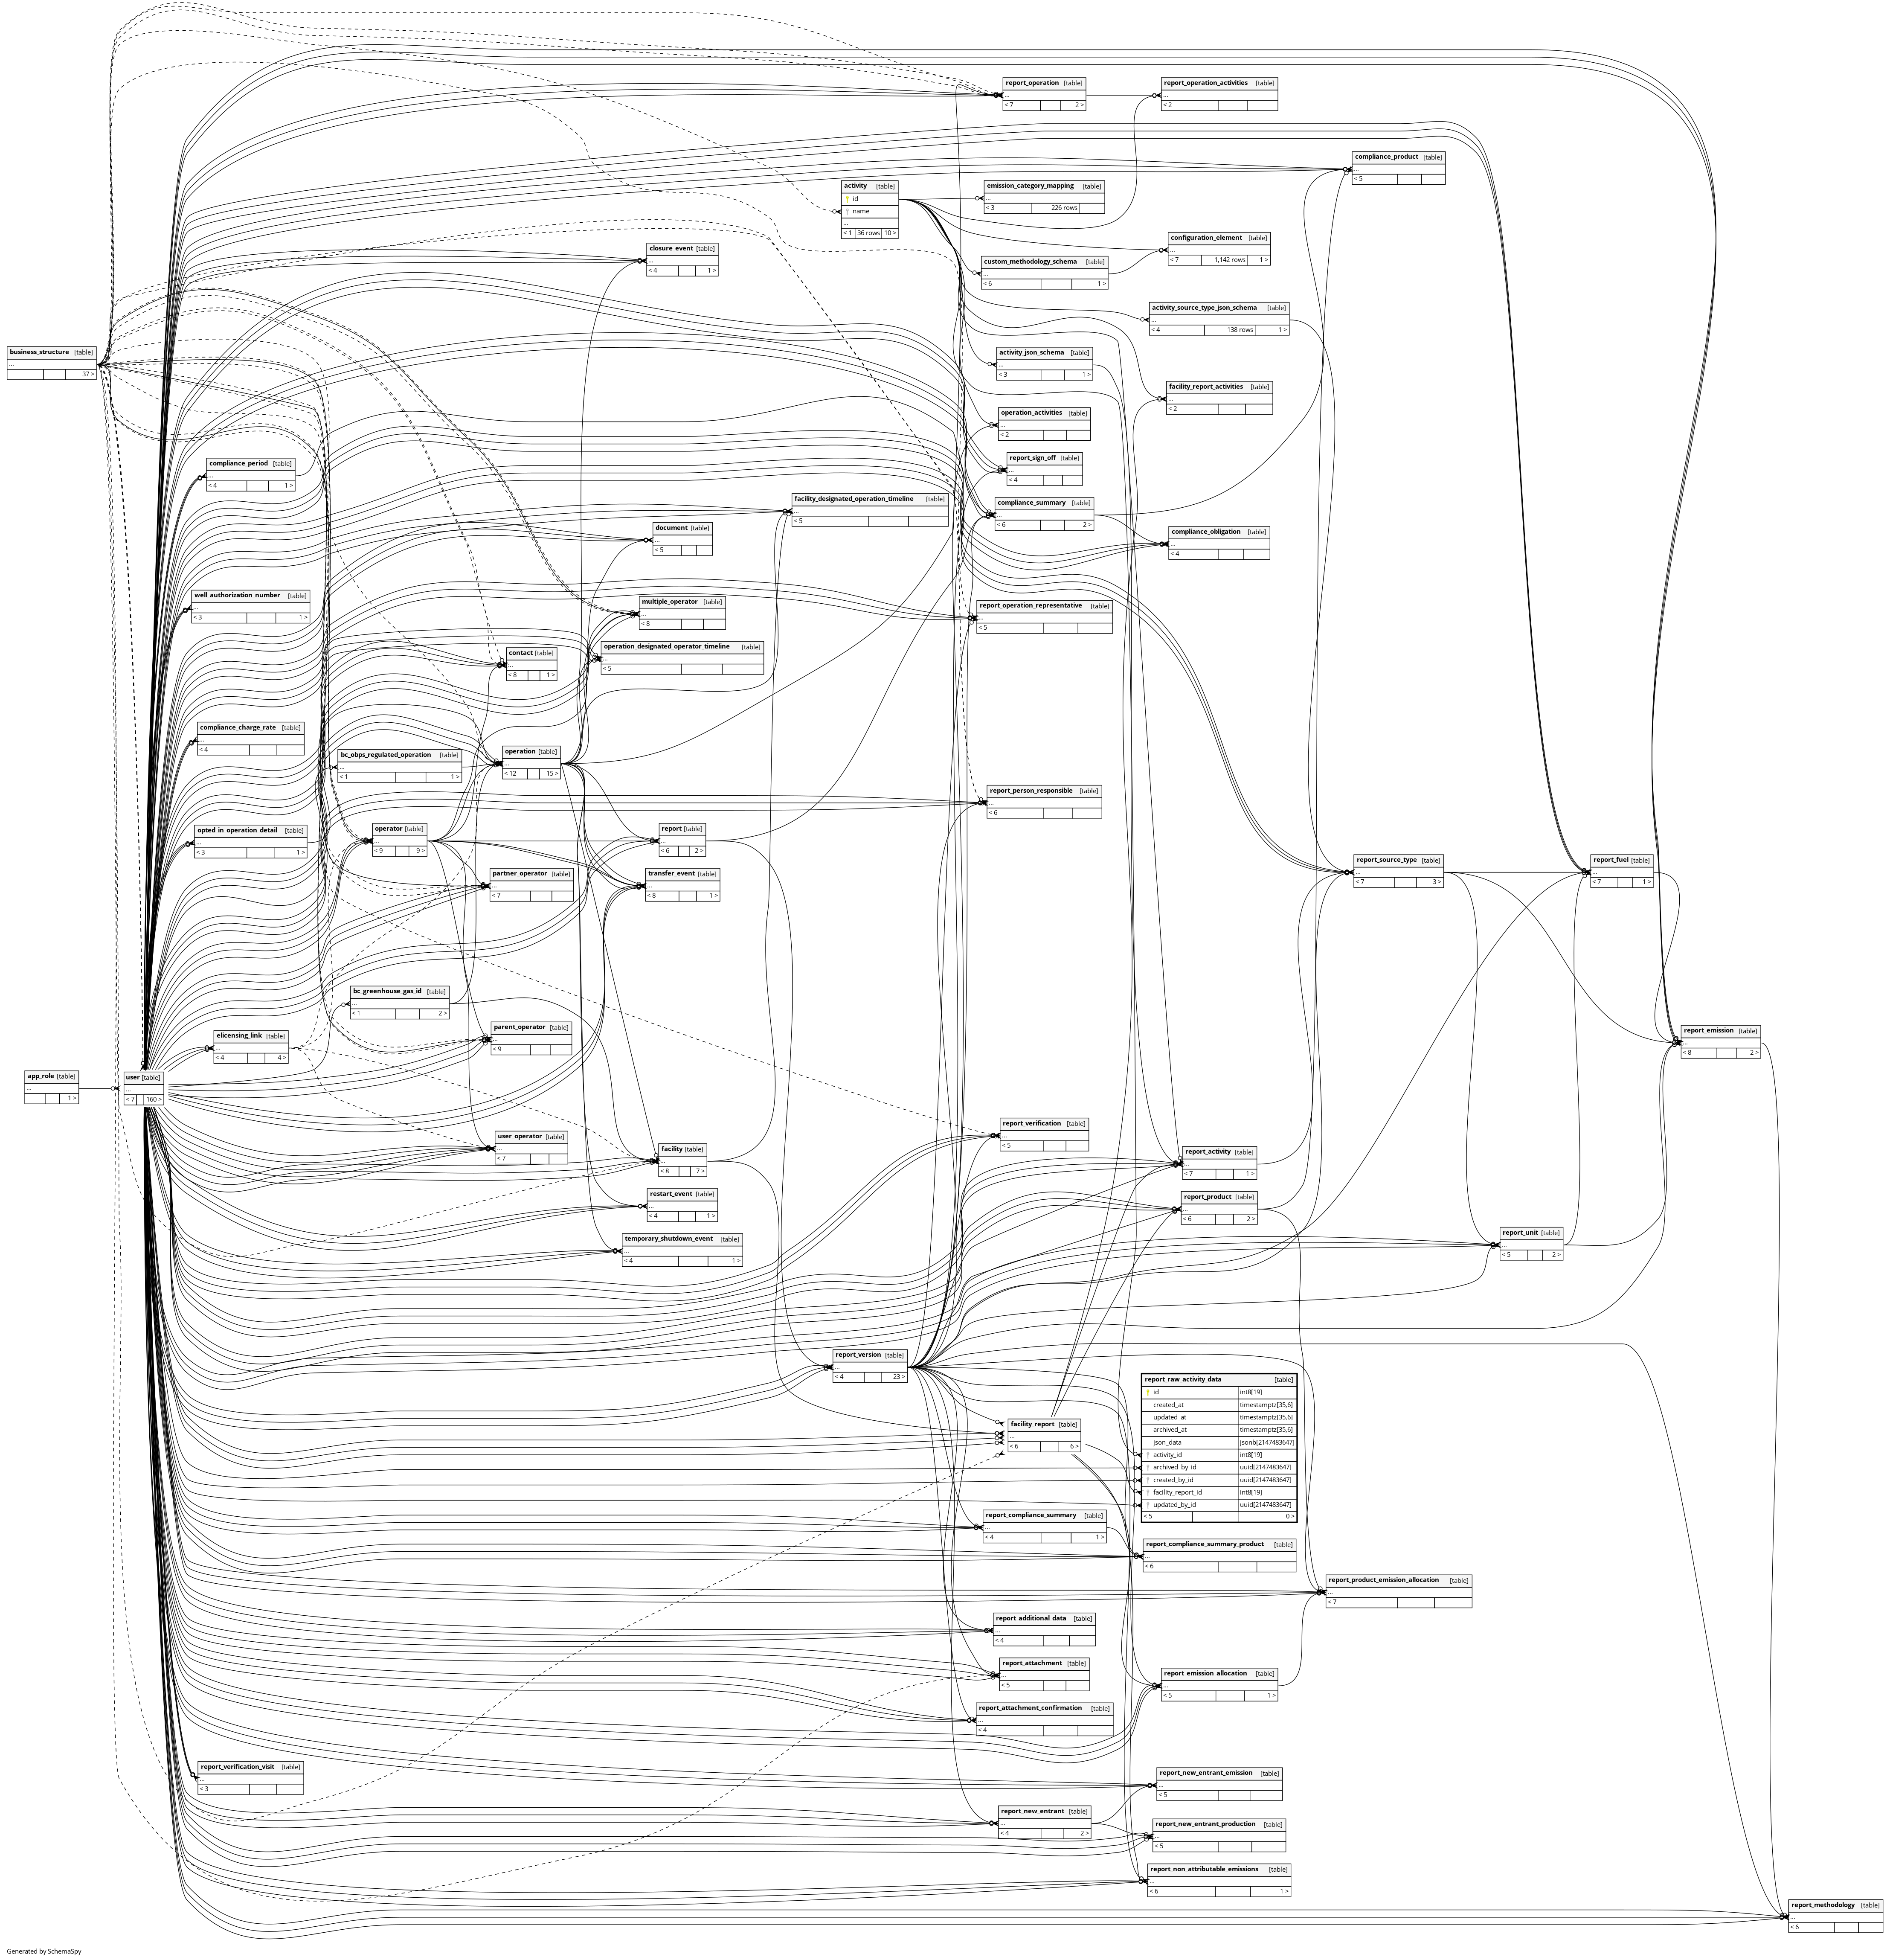 report_operation [table]
...
< 7 2 >
report_operation_activities [table]
...
< 2
compliance_product [table]
...
< 5
activity [table]
id
name
...
< 1 36 rows 10 >
emission_category_mapping [table]
...
< 3 226 rows
configuration_element [table]
...
< 7 1,142 rows 1 >
closure_event [table]
...
< 4 1 >
custom_methodology_schema [table]
...
< 6 1 >
activity_source_type_json_schema [table]
...
< 4 138 rows 1 >
business_structure [table]
...
37 >
activity_json_schema [table]
...
< 3 1 >
facility_report_activities [table]
...
< 2
operation_activities [table]
...
< 2
compliance_period [table]
...
< 4 1 >
report_sign_off [table]
...
< 4
facility_designated_operation_timeline [table]
...
< 5
compliance_summary [table]
...
< 6 2 >
document [table]
...
< 5
compliance_obligation [table]
...
< 4
well_authorization_number [table]
...
< 3 1 >
multiple_operator [table]
...
< 8
report_operation_representative [table]
...
< 5
contact [table]
...
< 8 1 >
operation_designated_operator_timeline [table]
...
< 5
compliance_charge_rate [table]
...
< 4
bc_obps_regulated_operation [table]
...
< 1 1 >
operation [table]
...
< 12 15 >
report_person_responsible [table]
...
< 6
opted_in_operation_detail [table]
...
< 3 1 >
operator [table]
...
< 9 9 >
report [table]
...
< 6 2 >
partner_operator [table]
...
< 7
transfer_event [table]
...
< 8 1 >
report_source_type [table]
...
< 7 3 >
report_fuel [table]
...
< 7 1 >
bc_greenhouse_gas_id [table]
...
< 1 2 >
elicensing_link [table]
...
< 4 4 >
parent_operator [table]
...
< 9
report_emission [table]
...
< 8 2 >
app_role [table]
...
1 >
user [table]
...
< 7 160 >
user_operator [table]
...
< 7
facility [table]
...
< 8 7 >
report_verification [table]
...
< 5
report_activity [table]
...
< 7 1 >
restart_event [table]
...
< 4 1 >
report_product [table]
...
< 6 2 >
temporary_shutdown_event [table]
...
< 4 1 >
report_unit [table]
...
< 5 2 >
report_version [table]
...
< 4 23 >
facility_report [table]
...
< 6 6 >
report_raw_activity_data [table]
id int8[19]
created_at timestamptz[35,6]
updated_at timestamptz[35,6]
archived_at timestamptz[35,6]
json_data jsonb[2147483647]
activity_id int8[19]
archived_by_id uuid[2147483647]
created_by_id uuid[2147483647]
facility_report_id int8[19]
updated_by_id uuid[2147483647]
< 5 0 >
report_compliance_summary [table]
...
< 4 1 >
report_compliance_summary_product [table]
...
< 6
report_product_emission_allocation [table]
...
< 7
report_additional_data [table]
...
< 4
report_attachment [table]
...
< 5
report_emission_allocation [table]
...
< 5 1 >
report_attachment_confirmation [table]
...
< 4
report_verification_visit [table]
...
< 3
report_new_entrant_emission [table]
...
< 5
report_new_entrant [table]
...
< 4 2 >
report_new_entrant_production [table]
...
< 5
report_non_attributable_emissions [table]
...
< 6 1 >
report_methodology [table]
...
< 6
Generated by SchemaSpy